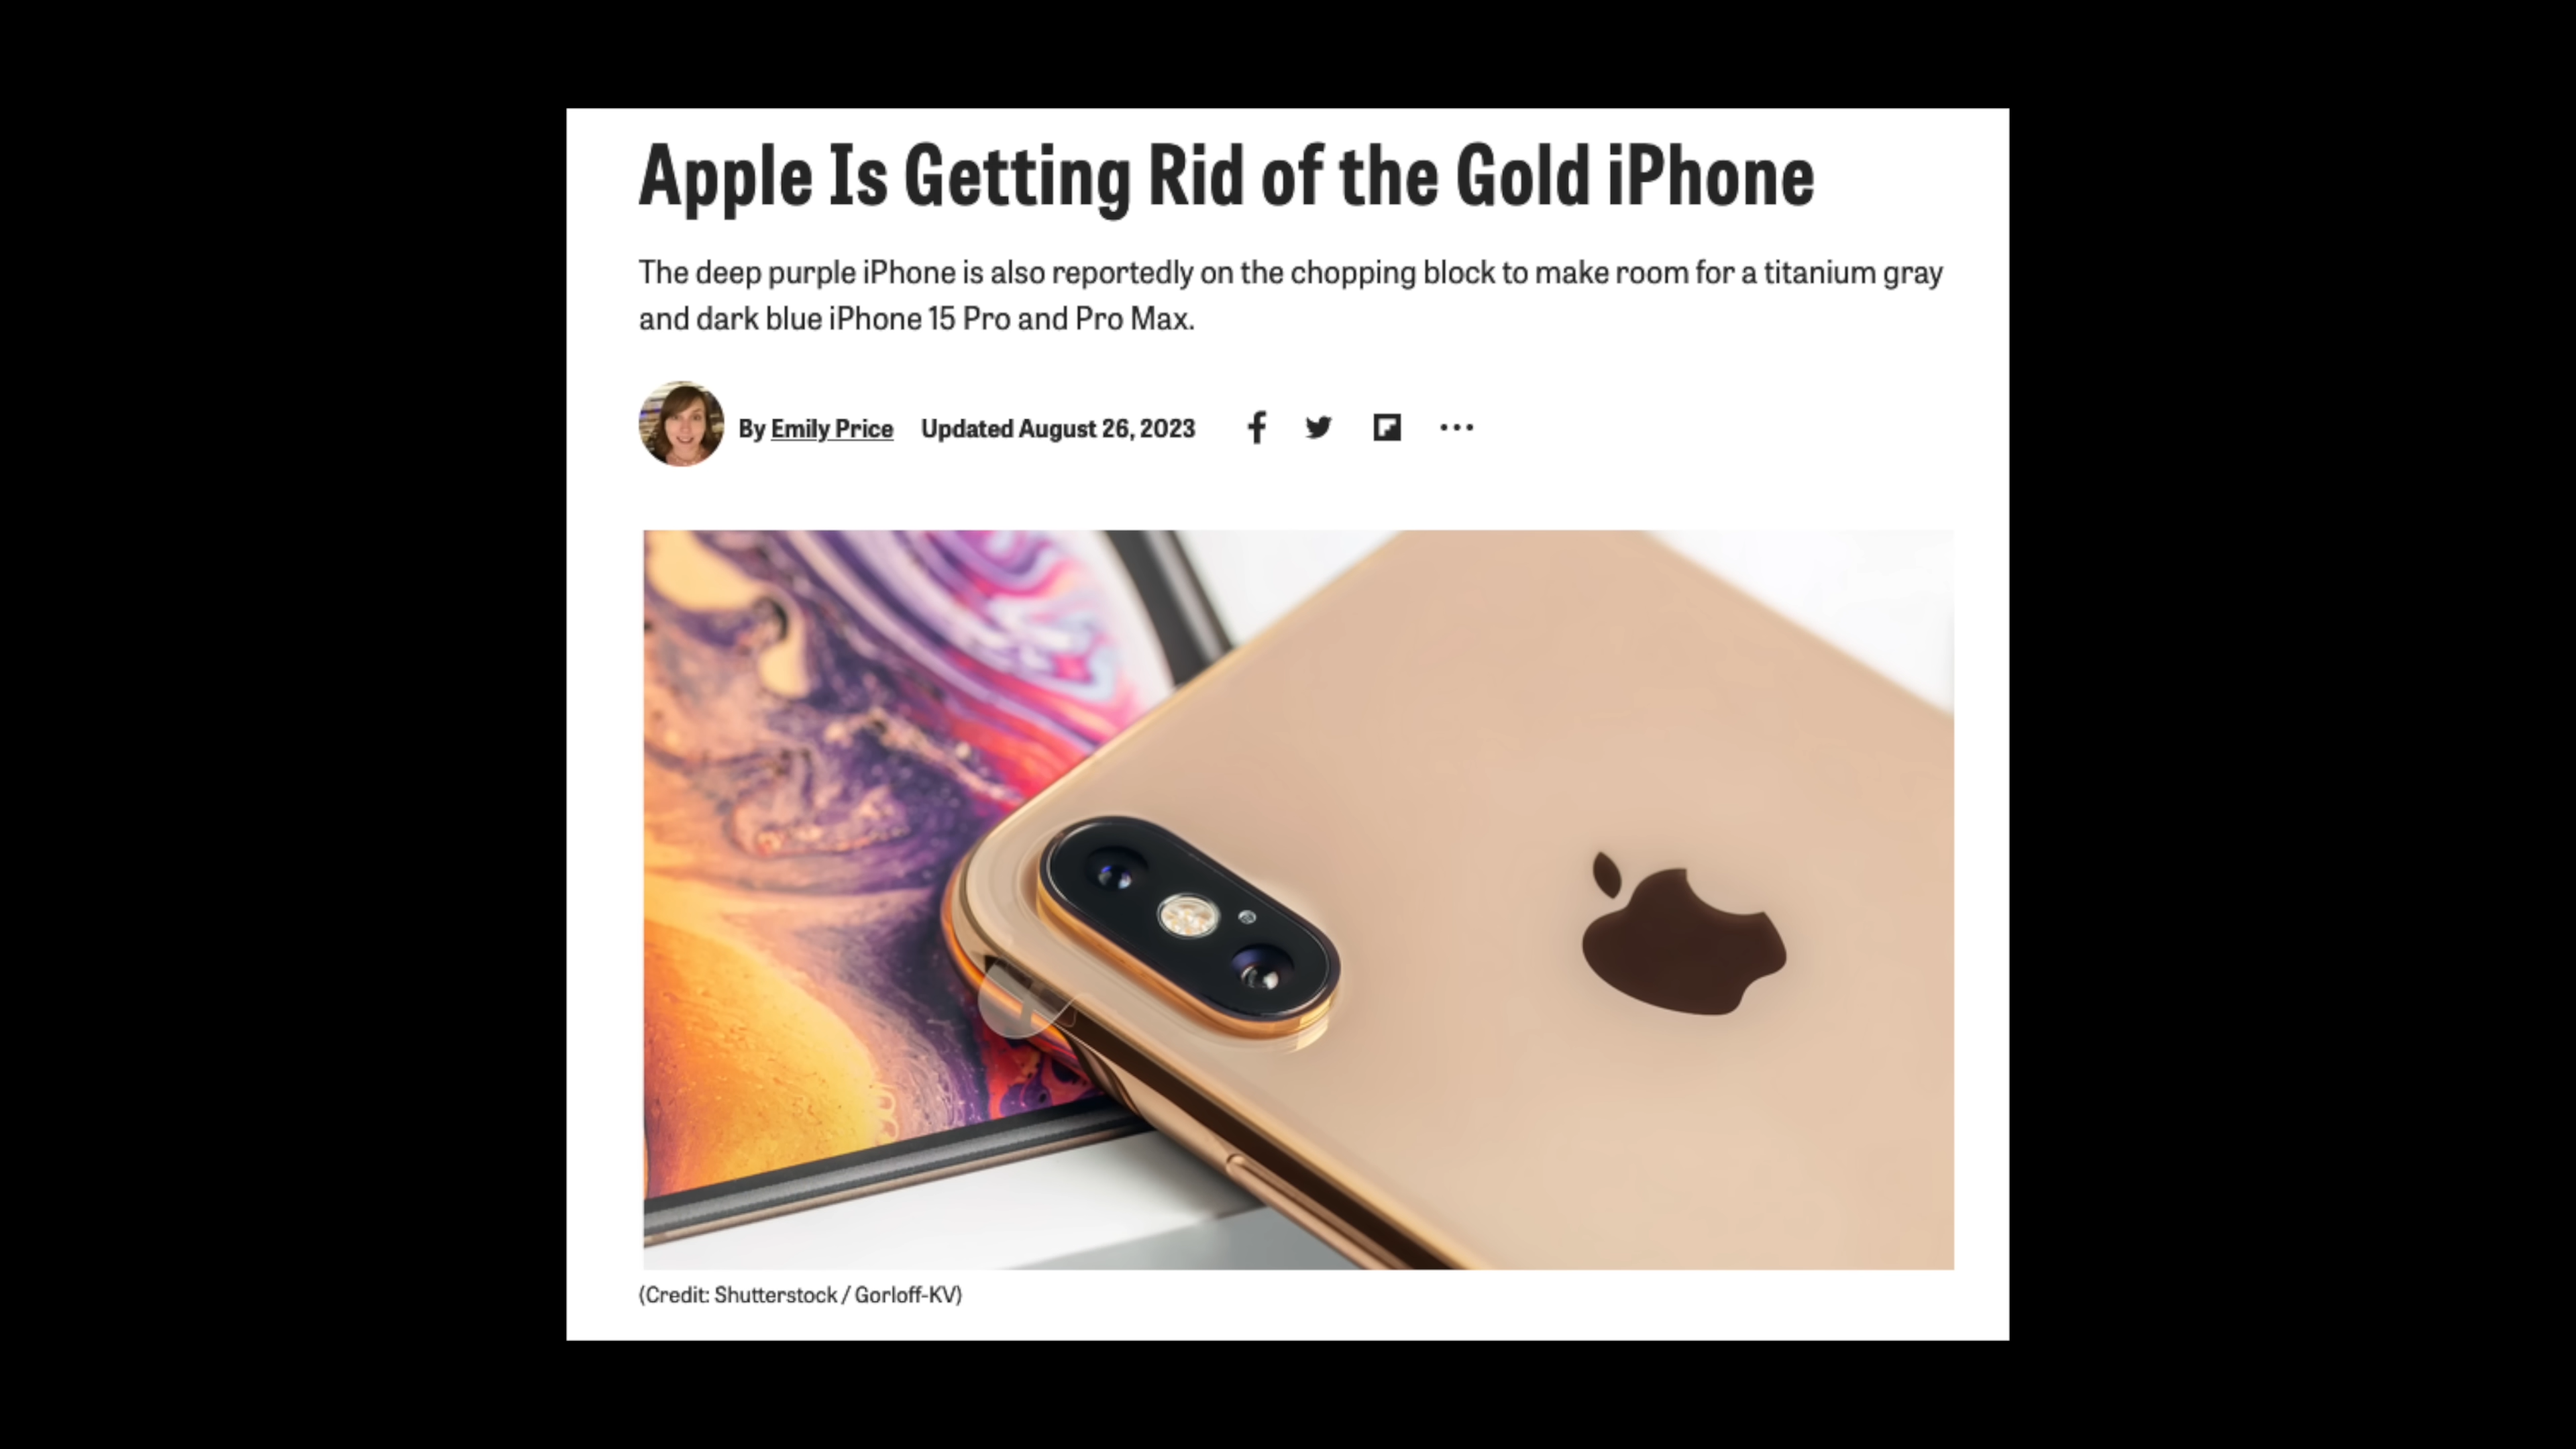 Apple Is Getting Rid of the Gold iPhone
The deep purple iPhone is also reportedly on the chopping block to make room for a titanium gray
and dark blue iPhone 15 Pro and Pro Max.
By Emily Price Updated August 26, 2023
(Credit: Shutterstock / Gorloff-KV)